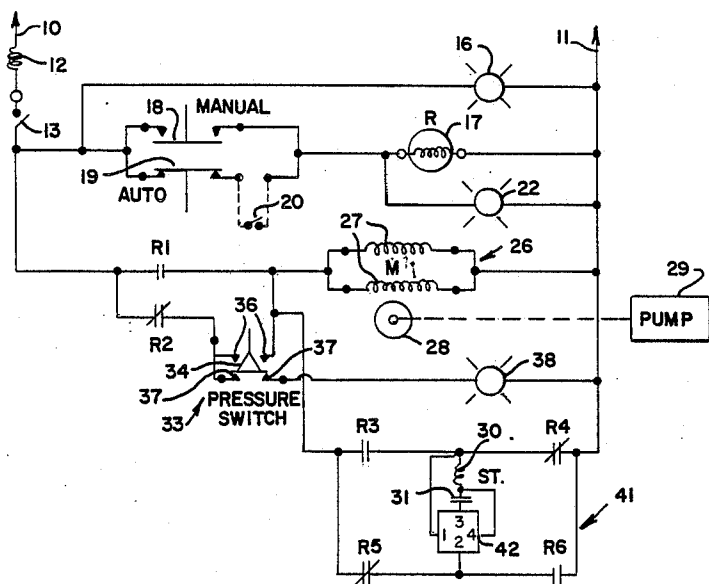 10
11
12
13
16
18
MANUAL
R
17
19
AUTO
20
22
27
26
R1
M
27
29
PUMP
28
R2
36
34
37
37
38
PRESSURE
SWITCH
33
R3
30
R4
ST.
31
41
3
1 4
2
42
R5
R6